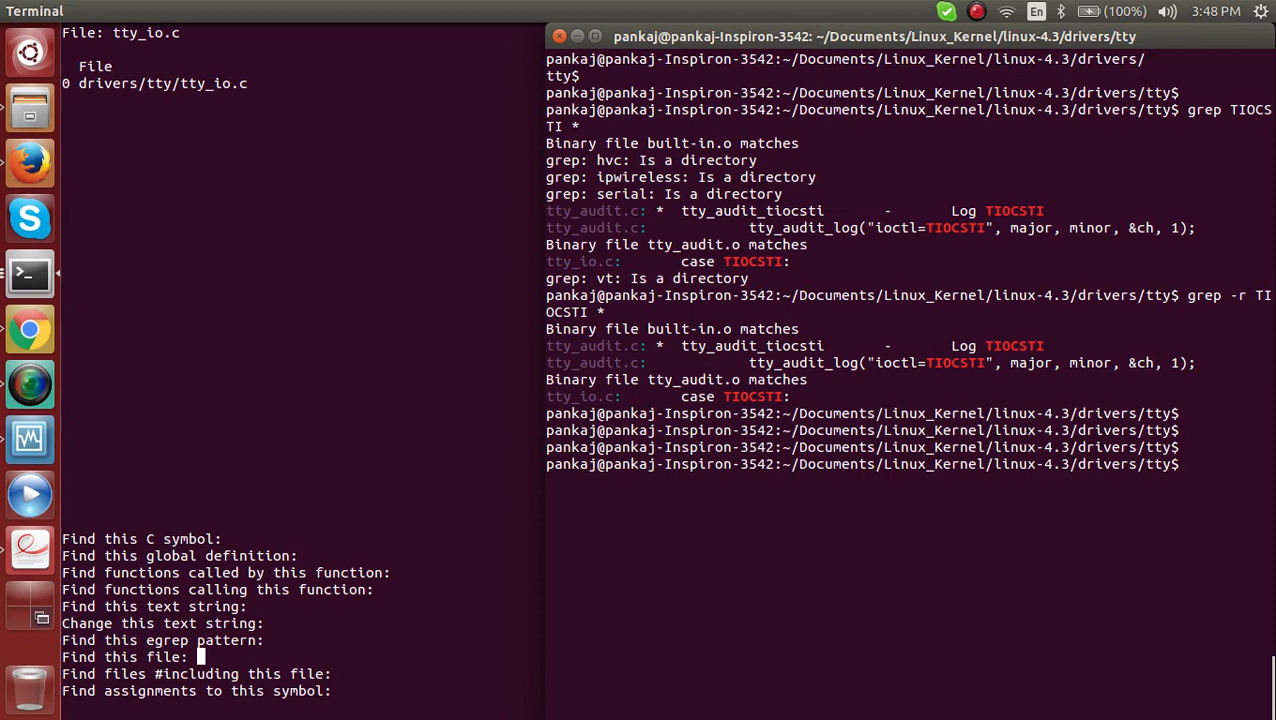 Terminal
En
(100%)
3:48 PM
File: tty_io.c
File
0 drivers/tty/tty_io.c
Find this C symbol:
Find this global definition:
Find functions called by this function:
Find functions calling this function:
Find this text string:
Change this text string:
Find this egrep pattern:
Find this file:
Find files #including this file:
Find assignments to this symbol:
pankaj@pankaj-Inspiron-3542: ~/Documents/Linux_Kernel/linux-4.3/drivers/tty
pankaj@pankaj-Inspiron-3542:~/Documents/Linux_Kernel/linux-4.3/drivers/
tty$
pankaj@pankaj-Inspiron-3542:~/Documents/Linux_Kernel/linux-4.3/drivers/tty$
pankaj@pankaj-Inspiron-3542:~/Documents/Linux_Kernel/linux-4.3/drivers/tty$ grep TIOCS
TI *
Binary file built-in.o matches
grep: hvc: Is a directory
grep: ipwireless: Is a directory
grep: serial: Is a directory
tty_audit.c: * tty_audit_tiocsti - Log TIOCSTI
tty_audit.c: tty_audit_log("ioctl=TIOCSTI", major, minor, &ch, 1);
Binary file tty_audit.o matches
tty_io.c: case TIOCSTI:
grep: vt: Is a directory
pankaj@pankaj-Inspiron-3542:~/Documents/Linux_Kernel/linux-4.3/drivers/tty$ grep -r TI
OCSTI *
Binary file built-in.o matches
tty_audit.c: * tty_audit_tiocsti - Log TIOCSTI
tty_audit.c: tty_audit_log("ioctl=TIOCSTI", major, minor, &ch, 1);
Binary file tty_audit.o matches
tty_io.c: case TIOCSTI:
pankaj@pankaj-Inspiron-3542:~/Documents/Linux_Kernel/linux-4.3/drivers/tty$
pankaj@pankaj-Inspiron-3542:~/Documents/Linux_Kernel/linux-4.3/drivers/tty$
pankaj@pankaj-Inspiron-3542:~/Documents/Linux_Kernel/linux-4.3/drivers/tty$
pankaj@pankaj-Inspiron-3542:~/Documents/Linux_Kernel/linux-4.3/drivers/tty$